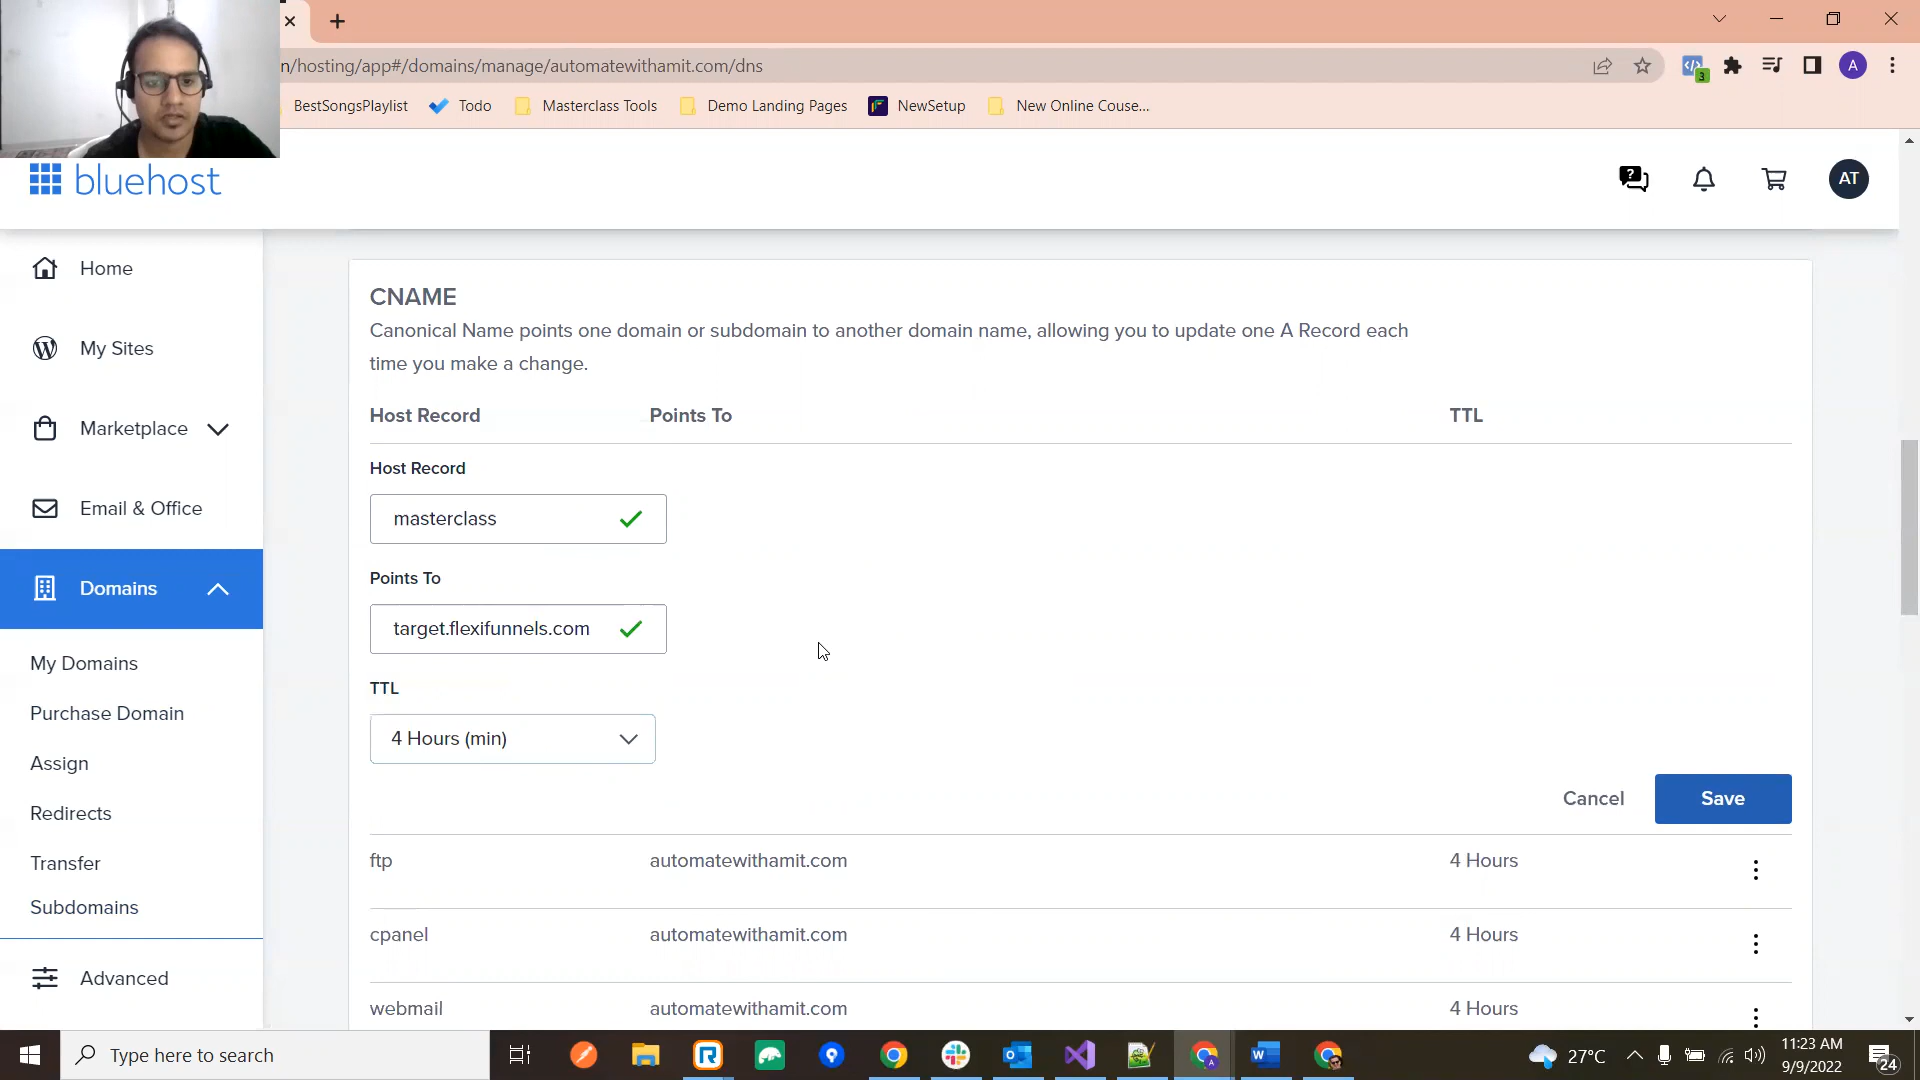 n/hosting/app#/domains/manage/automatewithamit.com/dns
3
A
BestSongsPlaylist
Todo
Masterclass Tools
Demo Landing Pages
NewSetup
New Online Couse...
bluehost
?
AT
Home
My Sites
Marketplace
Email & Office
Domains
My Domains
Purchase Domain
Assign
Redirects
Transfer
Subdomains
Advanced
CNAME
Canonical Name points one domain or subdomain to another domain name, allowing you to update one A Record each
time you make a change.
Host Record Points To TTL
Host Record
masterclass
Points To
target.flexifunnels.com
TTL
4 Hours (min)
Cancel Save
ftp automatewithamit.com 4 Hours
cpanel automatewithamit.com 4 Hours
webmail automatewithamit.com 4 Hours
Type here to search
27°C
11:23 AM
9/9/2022
24